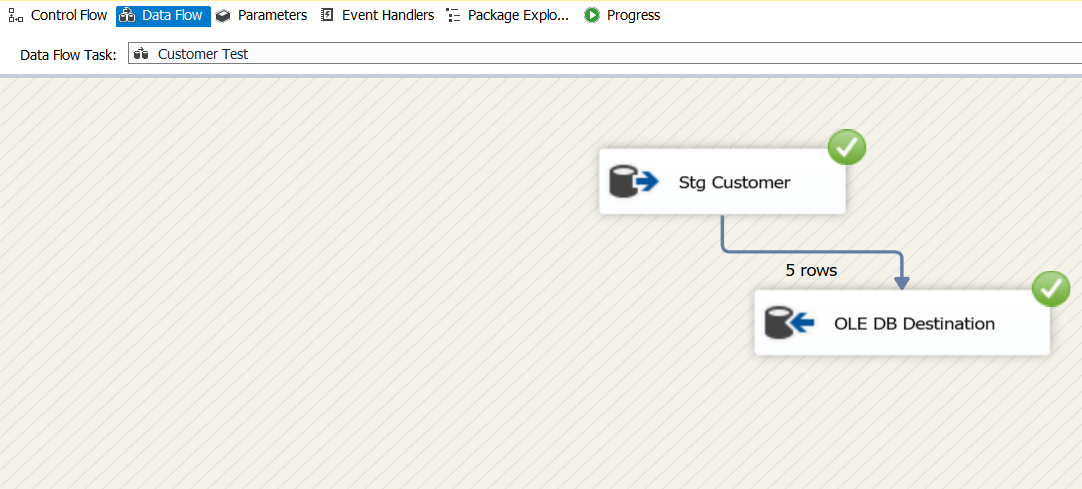 Control Flow Data Flow Parameters Event Handlers Package Explo... Progress
Data Flow Task: Customer Test
Stg Customer
5 rows
OLE DB Destination